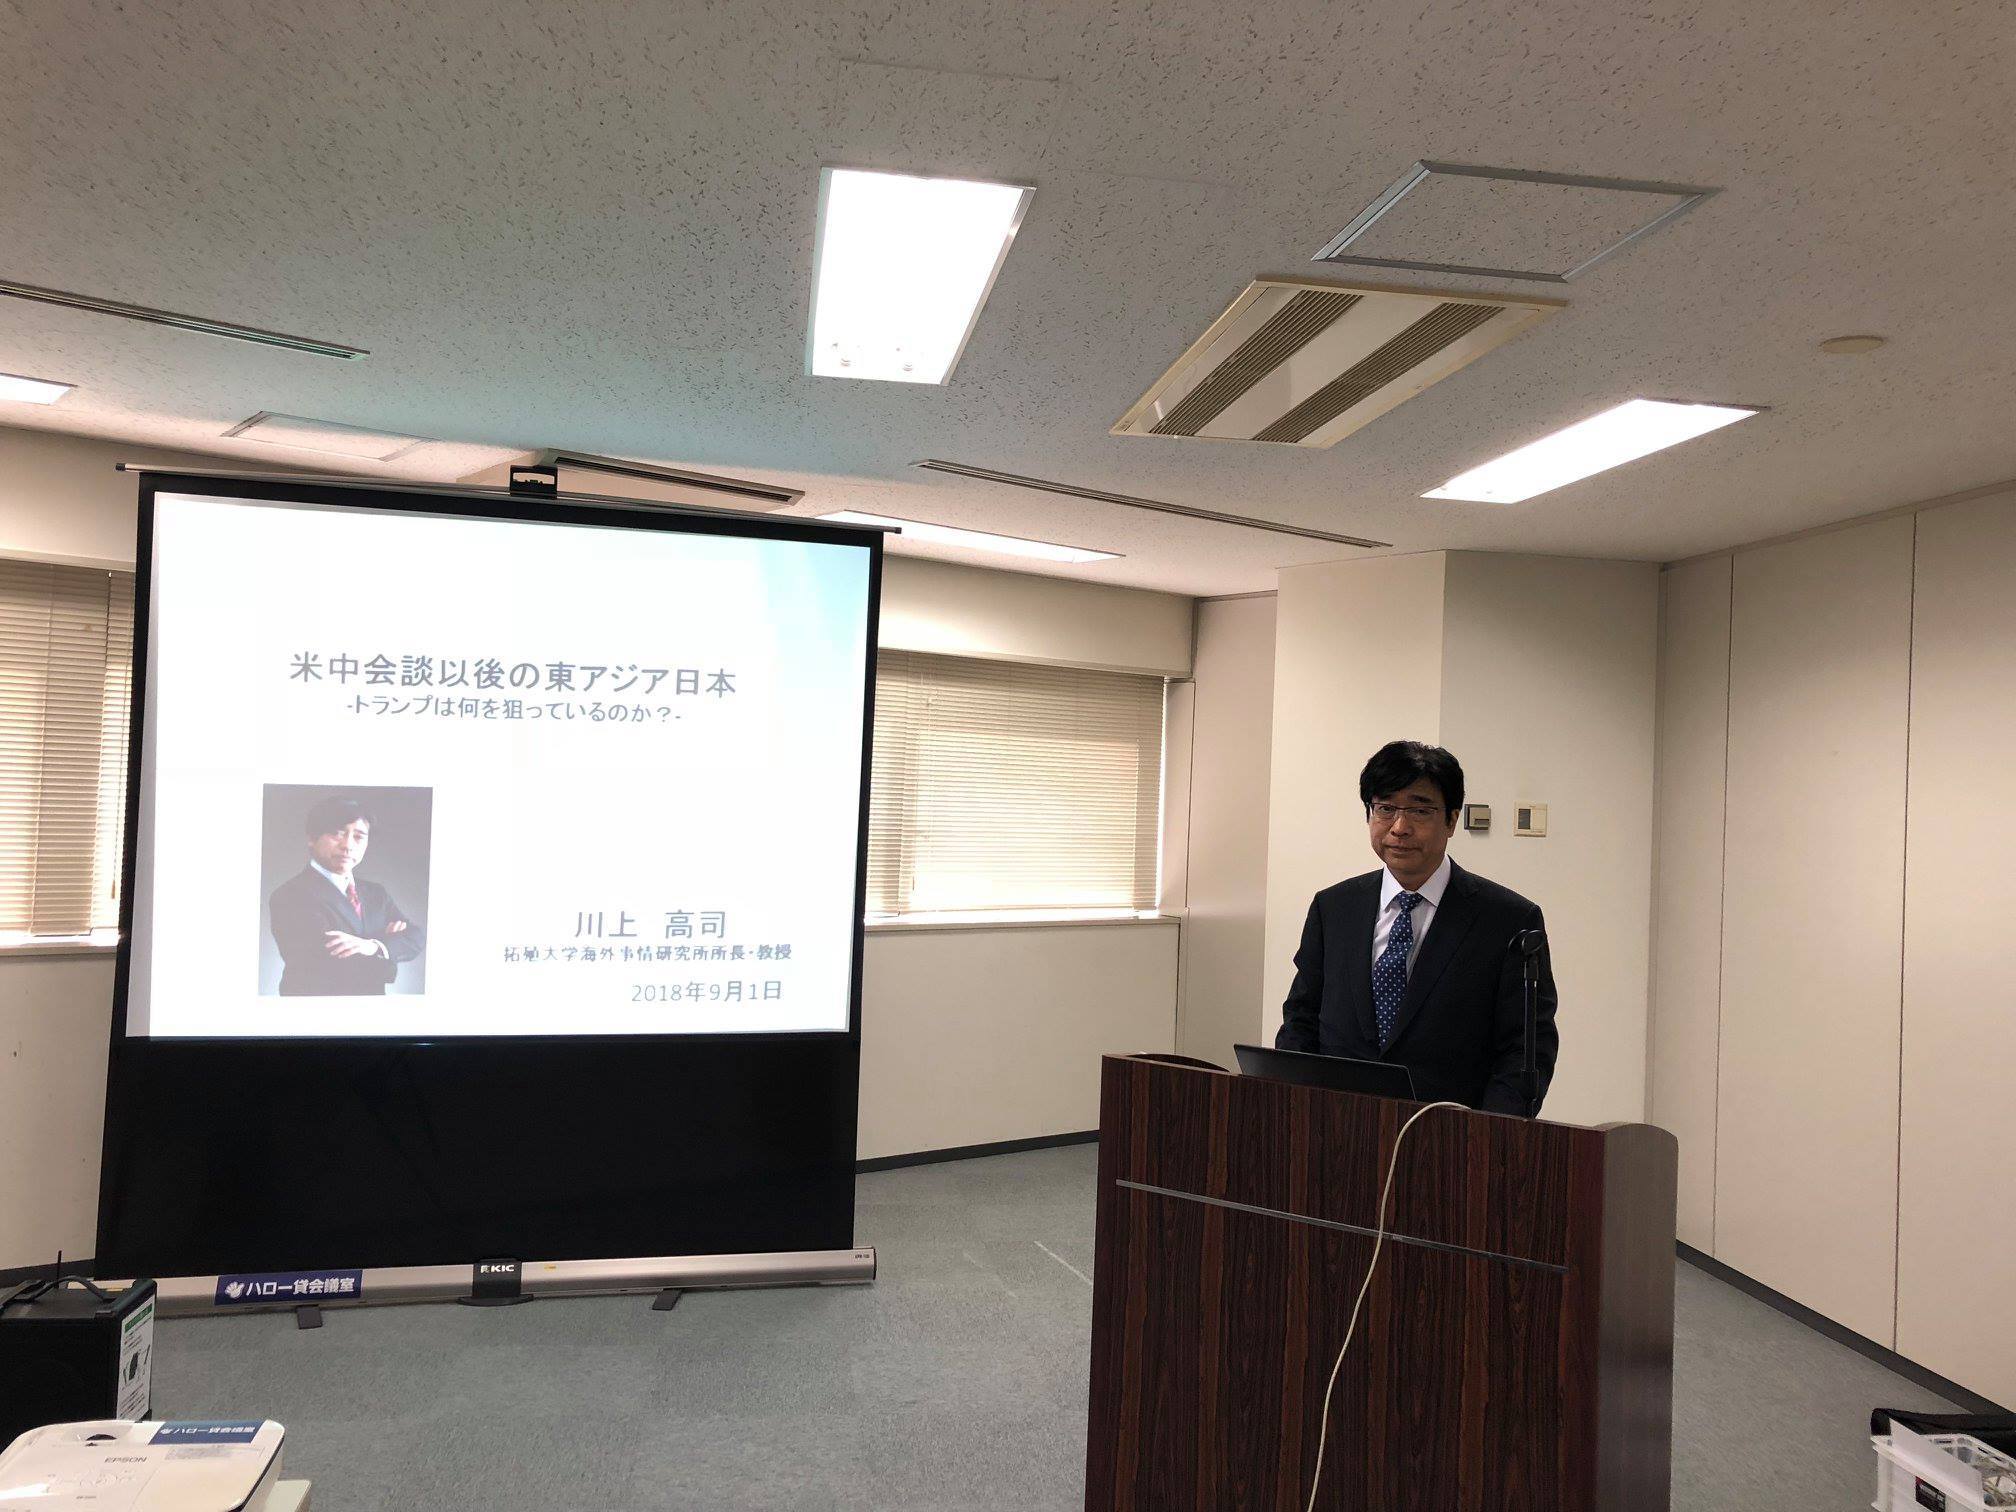 米中会談以後の東アジア日本
-トランプは何を狙っているのか？-
川上　高司
拓殖大学海外事情研究所所長・教授
2018年9月1日
KIC
ハロー貸会議室
ハロー貸会議室
EPSON